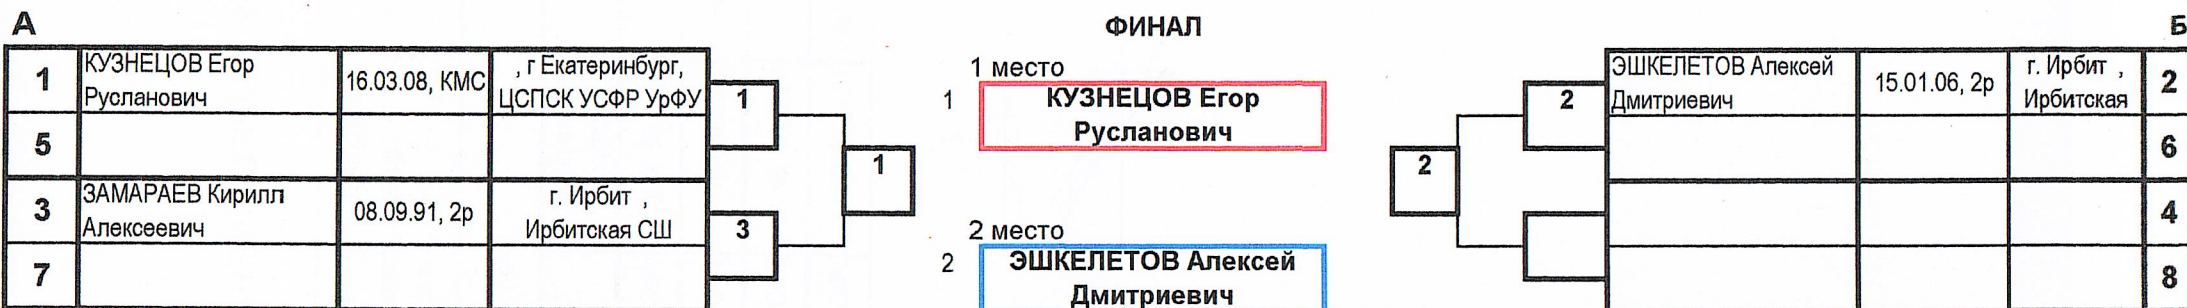 А
ФИНАЛ
Б
1
КУЗНЕЦОВ Егор
Русланович
16.03.08, КМС
, г Екатеринбург,
ЦСПСК УСФР УрФУ
5
3
ЗАМАРАЕВ Кирилл
Алексеевич
08.09.91, 2р
г. Ирбит ,
Ирбитская СШ
7
1
3
1
1 место
1
КУЗНЕЦОВ Егор
Русланович
2 место
2
ЭШКЕЛЕТОВ Алексей
Дмитриевич
2
2
ЭШКЕЛЕТОВ Алексей
Дмитриевич
15.01.06, 2р
г. Ирбит ,
Ирбитская
2
6
4
8